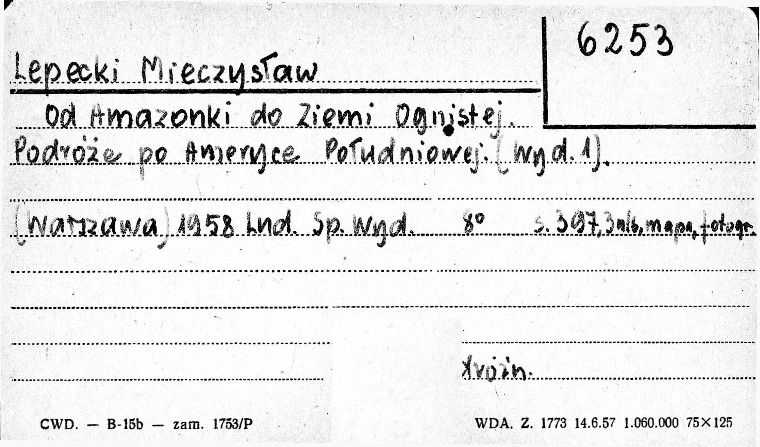 6253
Lepecki Mieczysław
Od Amazonki do Ziemi Ognistej.
Podróże po Ameryce Południowej. [Wyd. 1].
(Warszawa) 1958 Lud. Sp. Wyd. 8° s. 397, 3 nlb, mapa, fotogr.
CWD. — B-15b — zam. 1753/P
WDA. Z. 1773 14.6.57 1.060.000 75×125